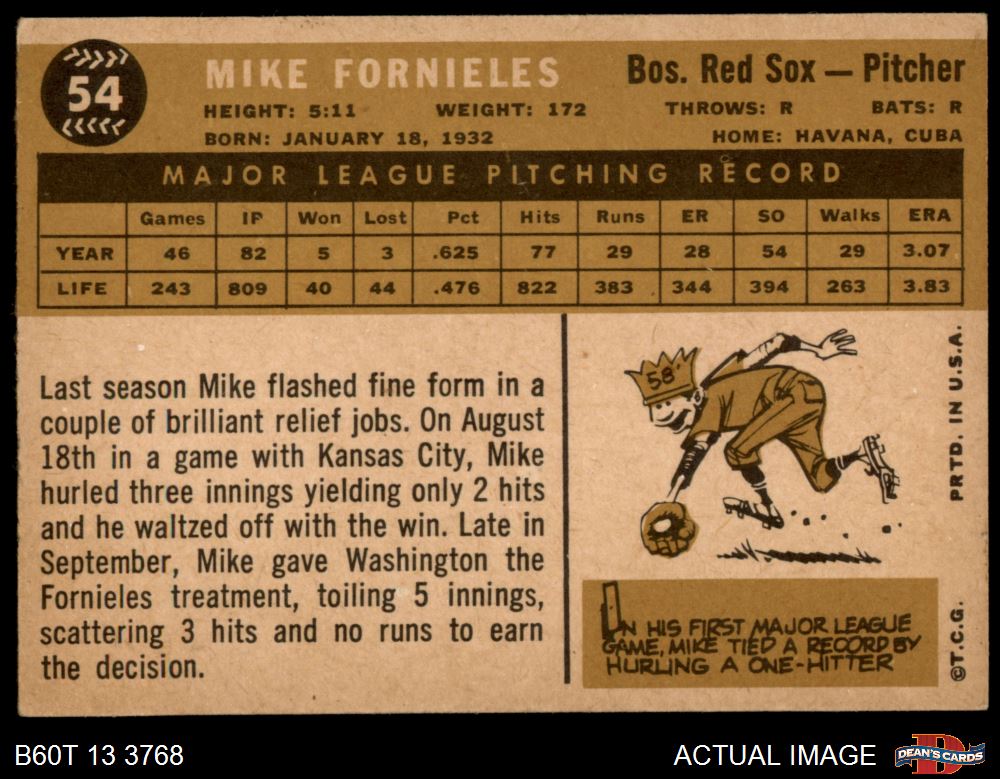 54
MIKE FORNIELES
Bos. Red Sox — Pitcher
HEIGHT: 5:11 WEIGHT: 172 THROWS: R BATS: R
BORN: JANUARY 18, 1932 HOME: HAVANA, CUBA
MAJOR LEAGUE PITCHING RECORD
Games IP Won Lost Pct Hits Runs ER SO Walks ERA
YEAR 46 82 5 3 .625 77 29 28 54 29 3.07
LIFE 243 809 40 44 .476 822 383 344 394 263 3.83
Last season Mike flashed fine form in a
couple of brilliant relief jobs. On August
18th in a game with Kansas City, Mike
hurled three innings yielding only 2 hits
and he waltzed off with the win. Late in
September, Mike gave Washington the
Fornieles treatment, toiling 5 innings,
scattering 3 hits and no runs to earn
the decision.
58
IN HIS FIRST MAJOR LEAGUE
GAME, MIKE TIED A RECORD BY
HURLING A ONE-HITTER
©T.C.G. PRTD. IN U.S.A.
B60T 13 3768
ACTUAL IMAGE
D
DEAN'S CARDS